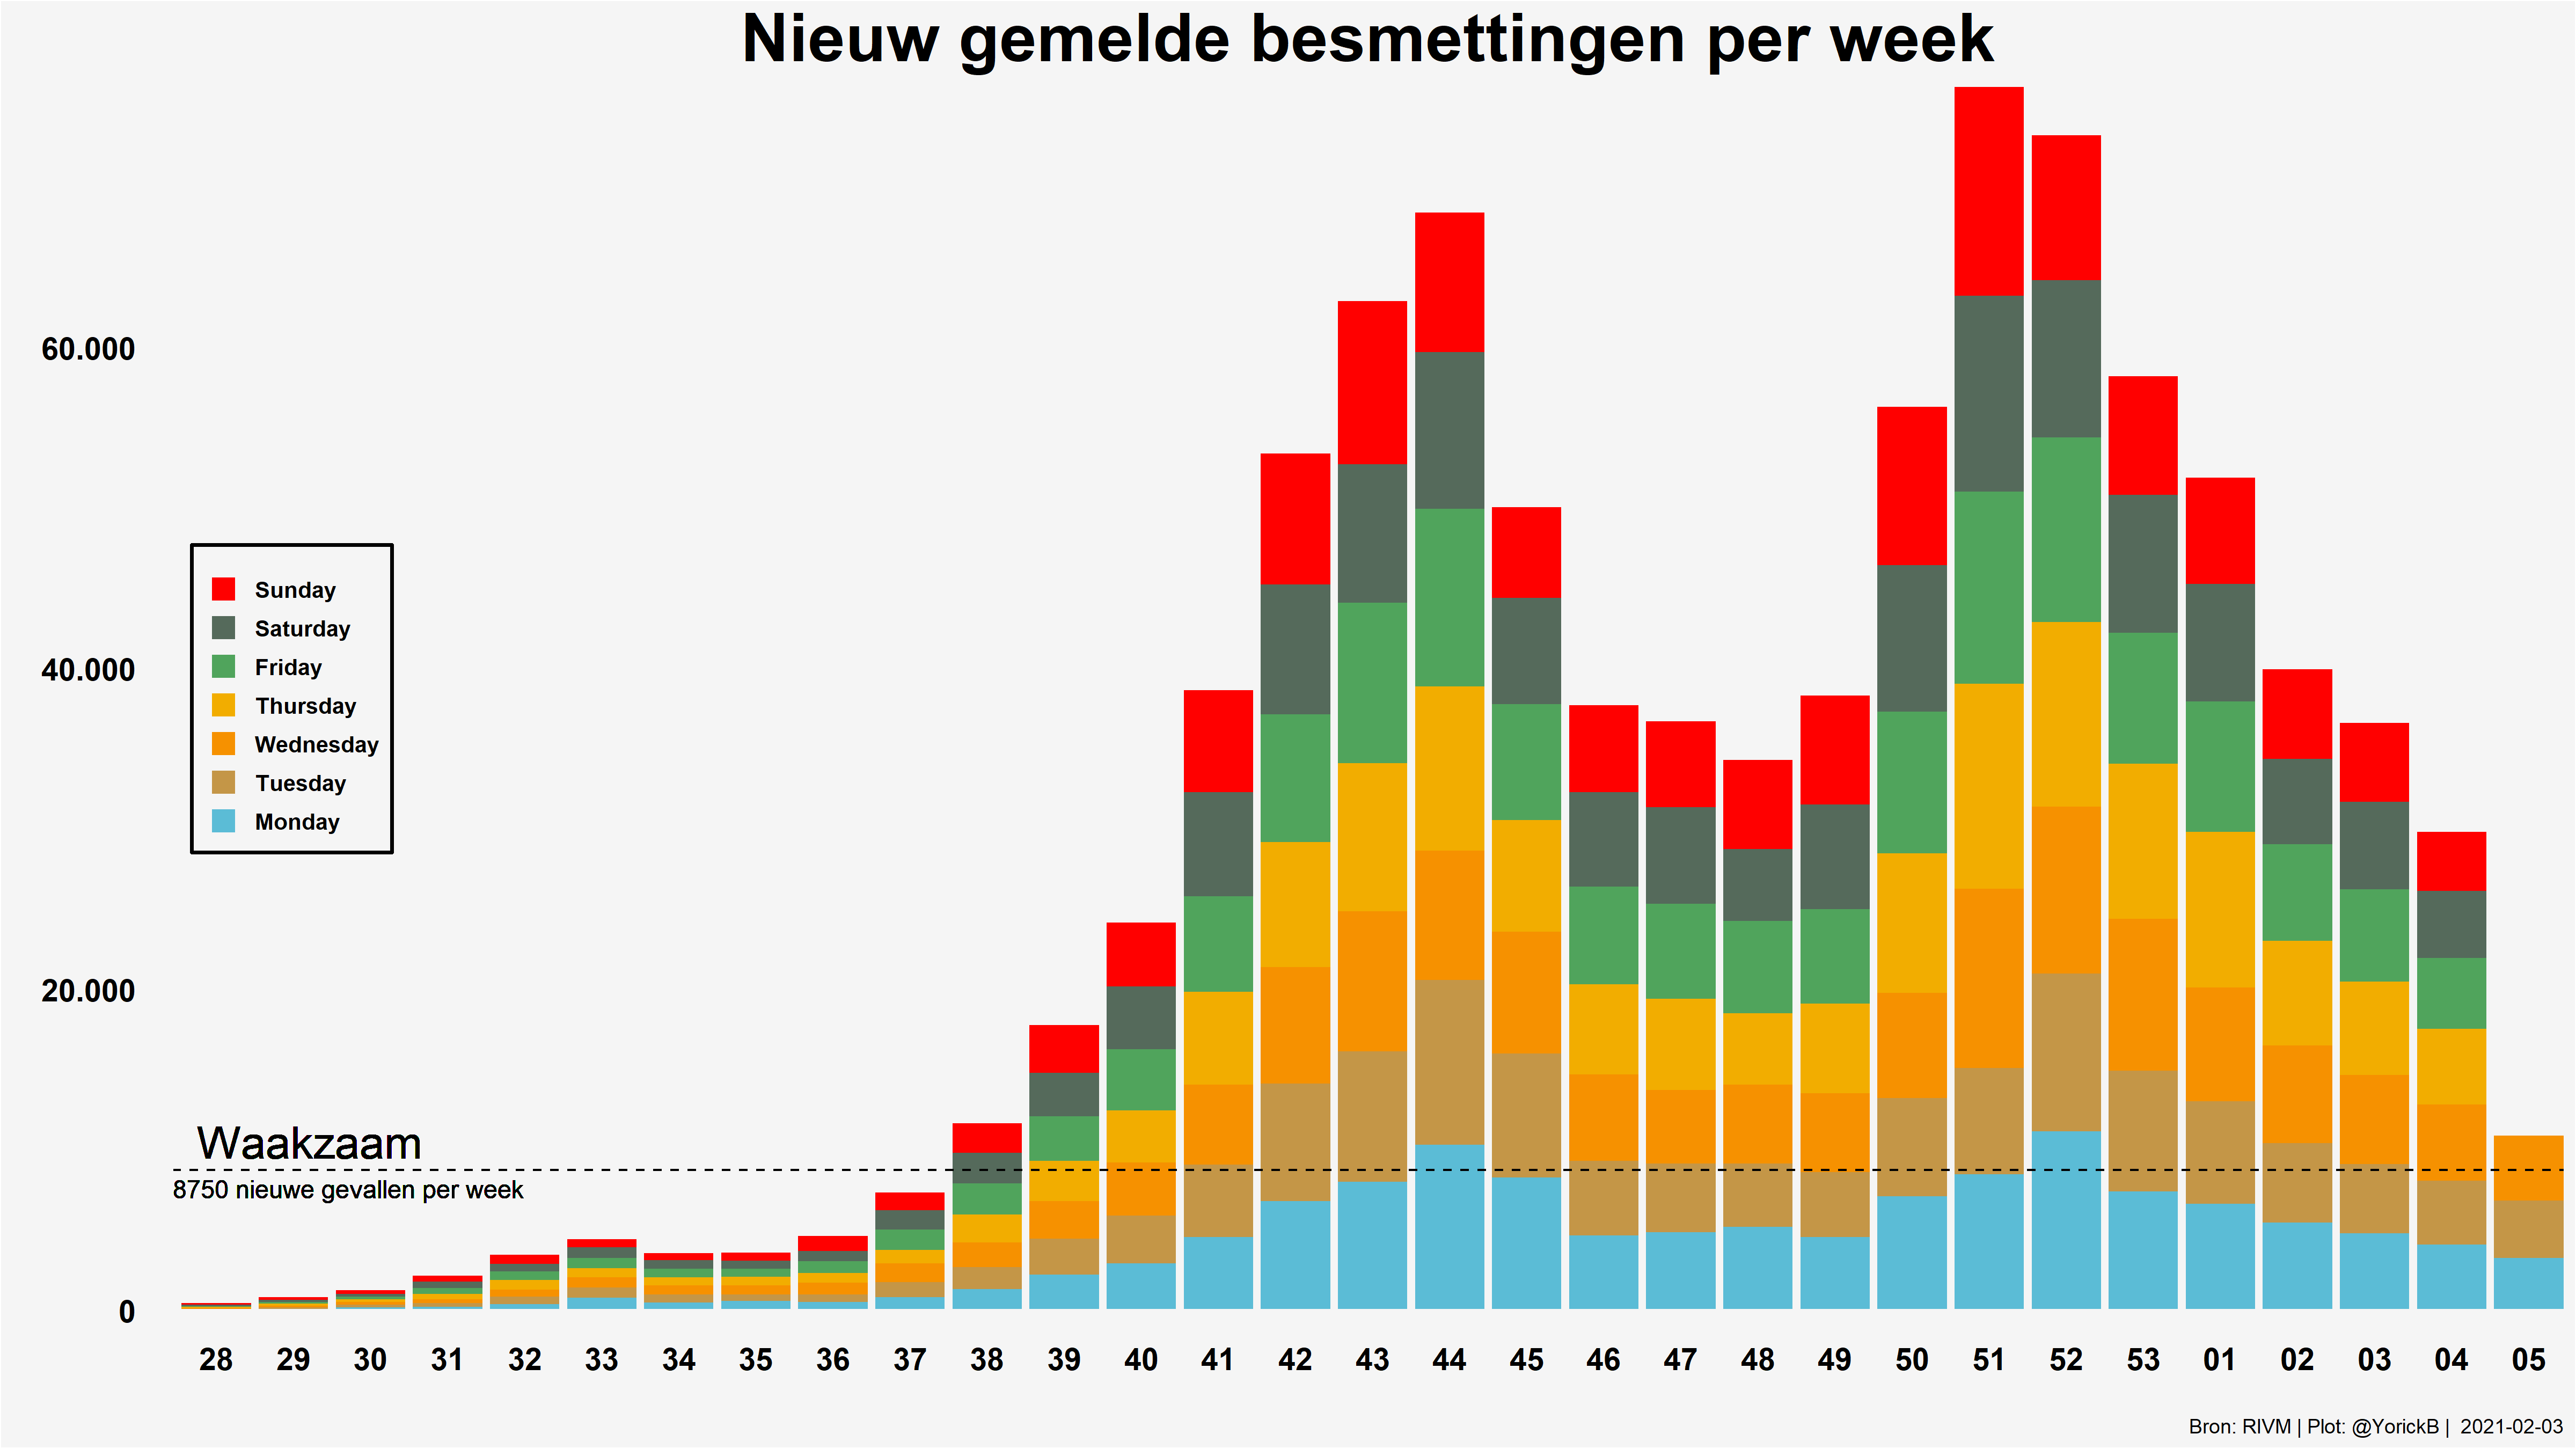 Nieuw gemelde besmettingen per week
60.000
40.000
20.000
0
Sunday
Saturday
Friday
Thursday
Wednesday
Tuesday
Monday
Waakzaam
8750 nieuwe gevallen per week
28 29 30 31 32 33 34 35 36 37 38 39 40 41 42 43 44 45 46 47 48 49 50 51 52 53 01 02 03 04 05
Bron: RIVM | Plot: @YorickB | 2021-02-03